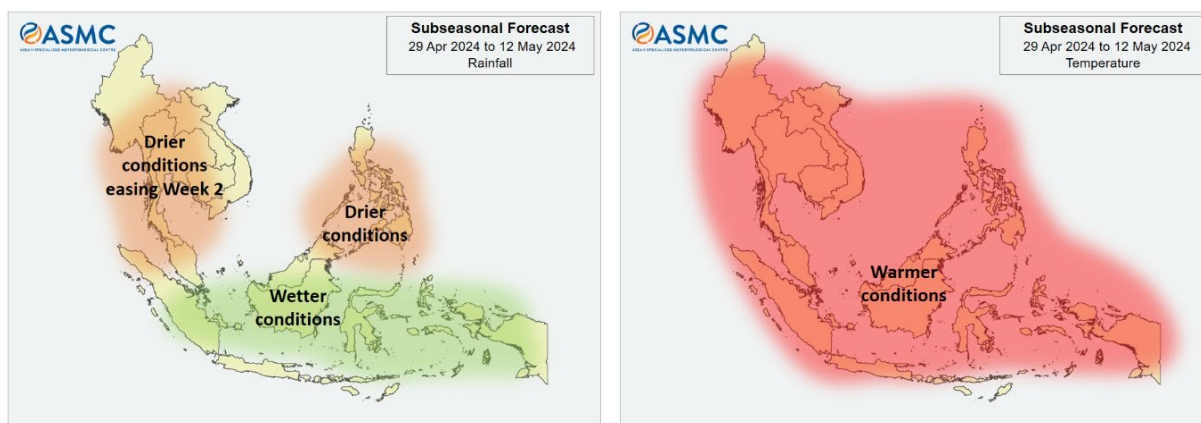 ASMC
ASEAN SPECIALISED METEOROLOGICAL CENTRE
Subseasonal Forecast
29 Apr 2024 to 12 May 2024
Rainfall
Drier
conditions
easing Week 2
Drier
conditions
Wetter
conditions
ASMC
ASEAN SPECIALISED METEOROLOGICAL CENTRE
Subseasonal Forecast
29 Apr 2024 to 12 May 2024
Temperature
Warmer
conditions